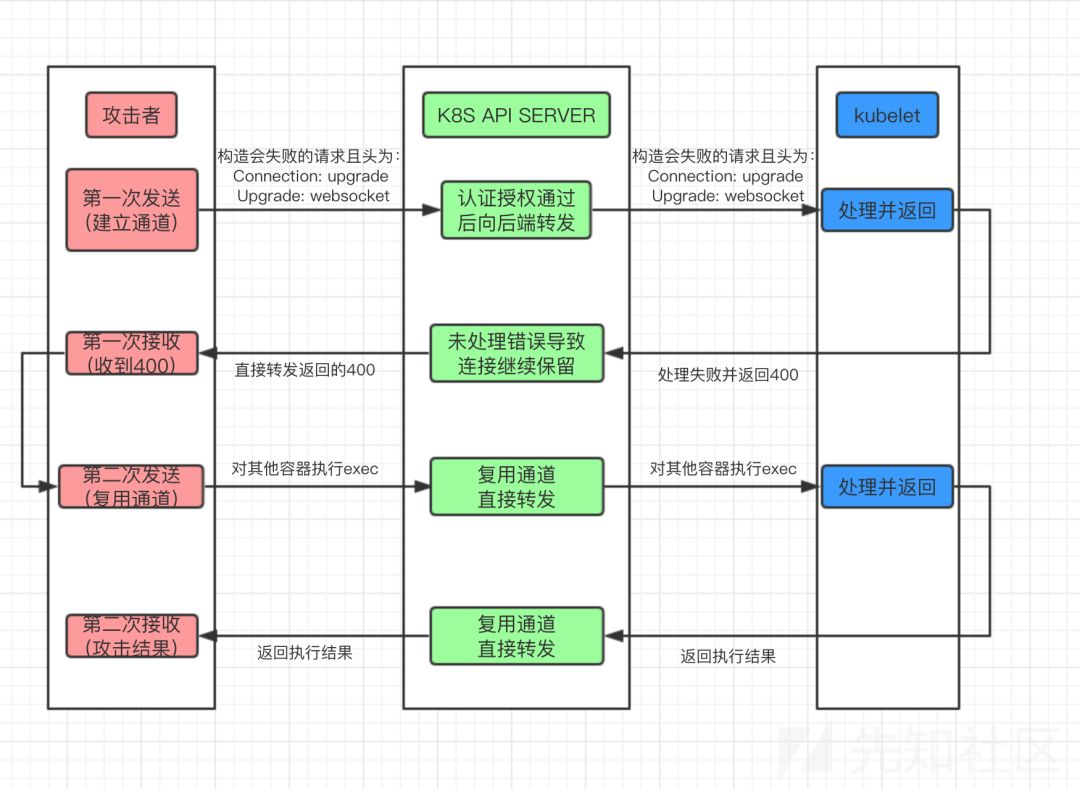 攻击者
K8S API SERVER
kubelet
构造会失败的请求且头为:
Connection: upgrade
Upgrade: websocket
构造会失败的请求且头为:
Connection: upgrade
Upgrade: websocket
第一次发送
(建立通道)
认证授权通过
后向后端转发
处理并返回
第一次接收
(收到400)
未处理错误导致
连接继续保留
直接转发返回的400
处理失败并返回400
第二次发送
(复用通道)
对其他容器执行exec
复用通道
直接转发
对其他容器执行exec
处理并返回
第二次接收
(攻击结果)
返回执行结果
复用通道
直接转发
返回执行结果
先知社区